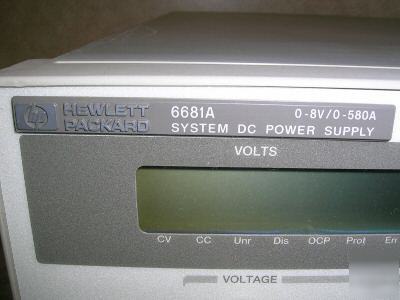 hp HEWLETT PACKARD
6681A 0-8V/0-580A
SYSTEM DC POWER SUPPLY
VOLTS
CV CC Unr Dis OCP Prot Err
VOLTAGE